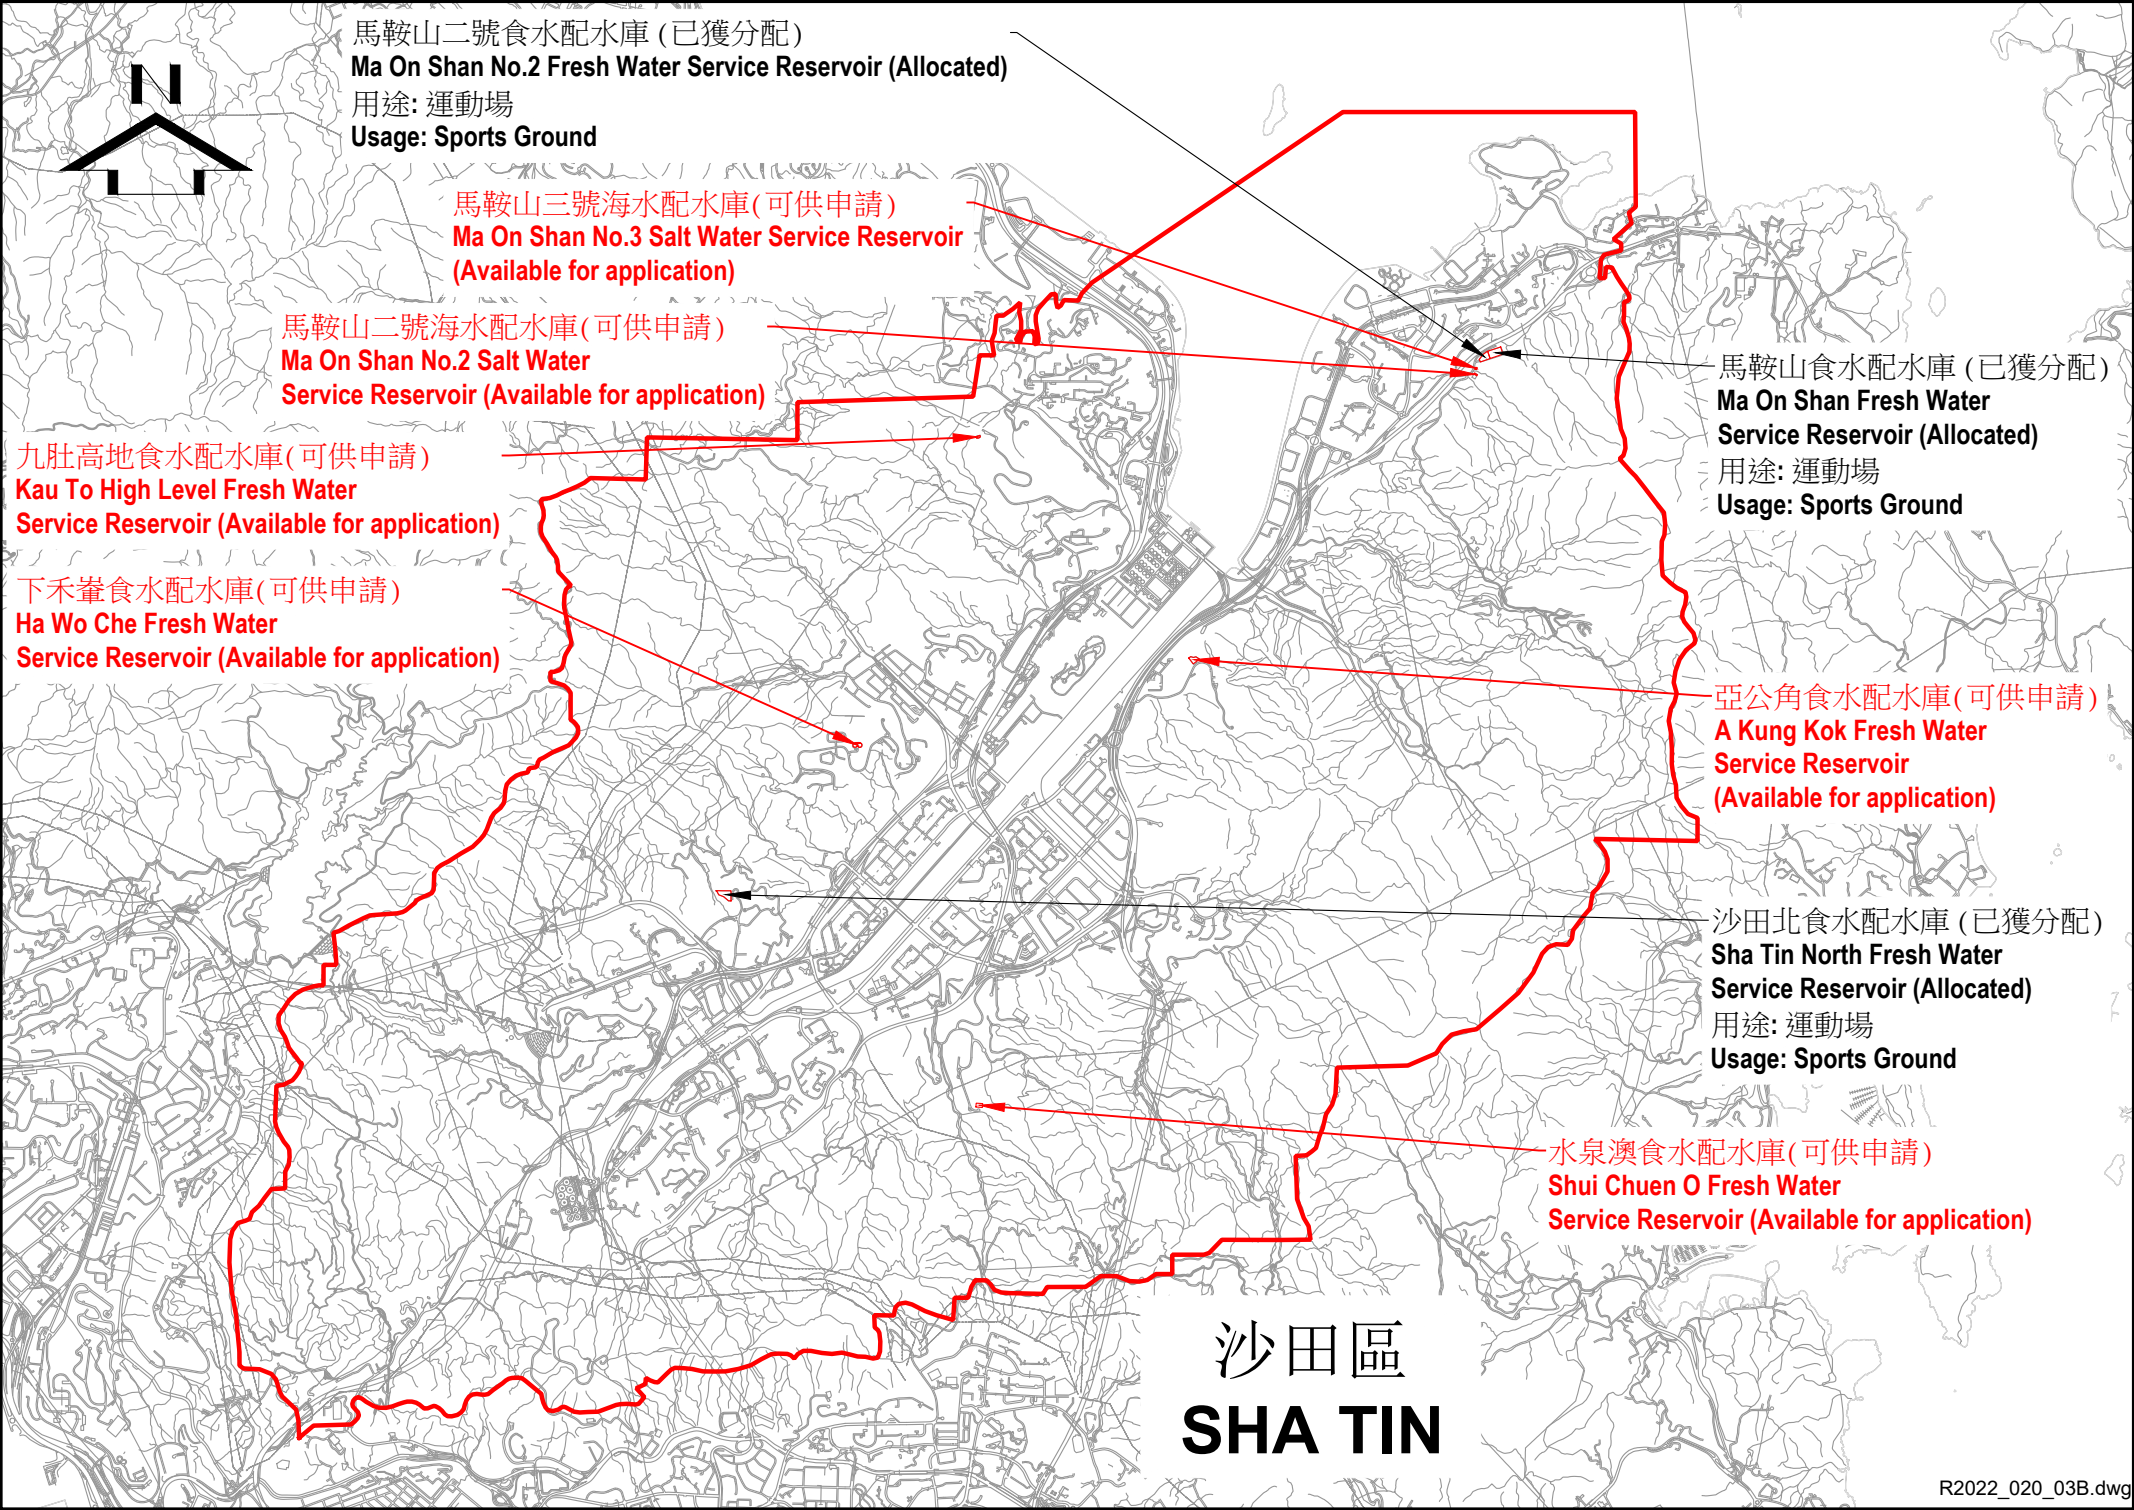 N
馬鞍山二號食水配水庫 (已獲分配)
Ma On Shan No.2 Fresh Water Service Reservoir (Allocated)
用途: 運動場
Usage: Sports Ground
馬鞍山三號海水配水庫(可供申請)
Ma On Shan No.3 Salt Water Service Reservoir
(Available for application)
馬鞍山二號海水配水庫(可供申請)
Ma On Shan No.2 Salt Water
Service Reservoir (Available for application)
馬鞍山食水配水庫 (已獲分配)
Ma On Shan Fresh Water
Service Reservoir (Allocated)
用途: 運動場
Usage: Sports Ground
九肚高地食水配水庫(可供申請)
Kau To High Level Fresh Water
Service Reservoir (Available for application)
下禾輋食水配水庫(可供申請)
Ha Wo Che Fresh Water
Service Reservoir (Available for application)
亞公角食水配水庫(可供申請)
A Kung Kok Fresh Water
Service Reservoir
(Available for application)
沙田北食水配水庫 (已獲分配)
Sha Tin North Fresh Water
Service Reservoir (Allocated)
用途: 運動場
Usage: Sports Ground
水泉澳食水配水庫(可供申請)
Shui Chuen O Fresh Water
Service Reservoir (Available for application)
沙田區
SHA TIN
R2022_020_03B.dwg